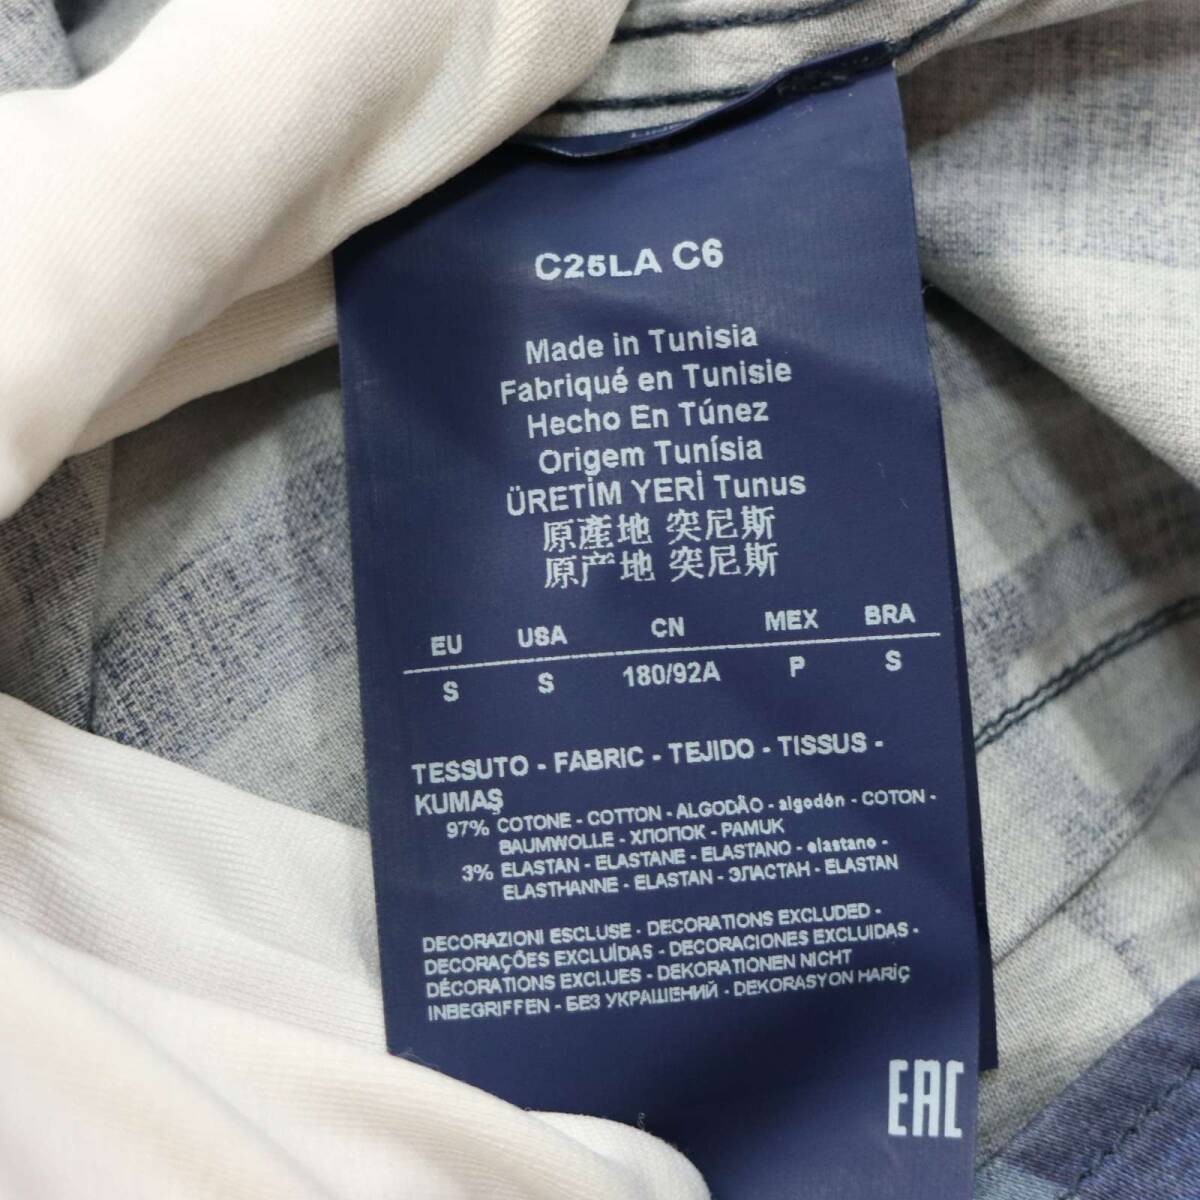 C25LA C6
Made in Tunisia
Fabriqué en Tunisie
Hecho En Túnez
Origem Tunísia
ÜRETİM YERİ Tunus
原產地 突尼斯
原产地 突尼斯
EU USA CN MEX BRA
S S 180/92A P S
TESSUTO - FABRIC - TEJIDO - TISSUS -
KUMAŞ
97% COTONE - COTTON - ALGODÃO - algodón - COTON -
BAUMWOLLE - ХЛОПОК - PAMUK
3% ELASTAN - ELASTANE - ELASTANO - elastano -
ELASTHANNE - ELASTAN - ЭЛАСТАН - ELASTAN
DECORAZIONI ESCLUSE - DECORATIONS EXCLUDED -
DECORAÇÕES EXCLUÍDAS - DECORACIONES EXCLUIDAS -
DÉCORATIONS EXCLUES - DEKORATIONEN NICHT
INBEGRIFFEN - БЕЗ УКРАШЕНИЙ - DEKORASYON HARİÇ
EAC